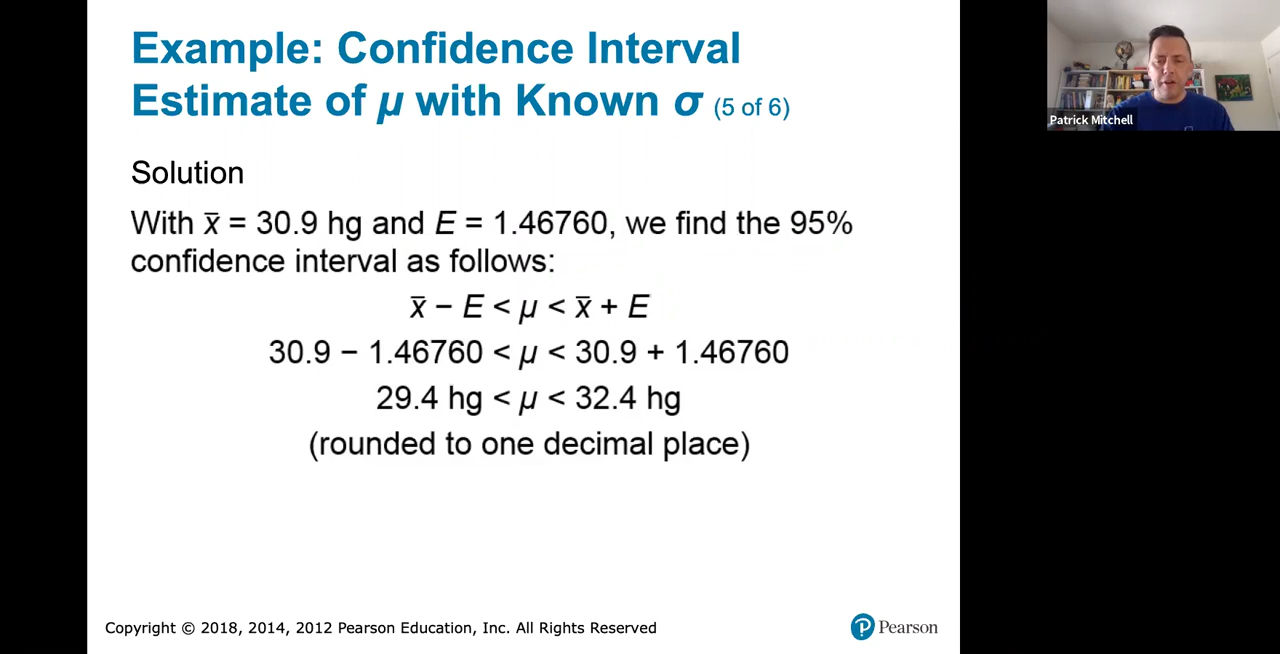 Example: Confidence Interval
Estimate of μ with Known σ (5 of 6)
Patrick Mitchell
Solution
With x̄ = 30.9 hg and E = 1.46760, we find the 95%
confidence interval as follows:
x̄ − E < μ < x̄ + E
30.9 − 1.46760 < μ < 30.9 + 1.46760
29.4 hg < μ < 32.4 hg
(rounded to one decimal place)
Copyright © 2018, 2014, 2012 Pearson Education, Inc. All Rights Reserved
P Pearson